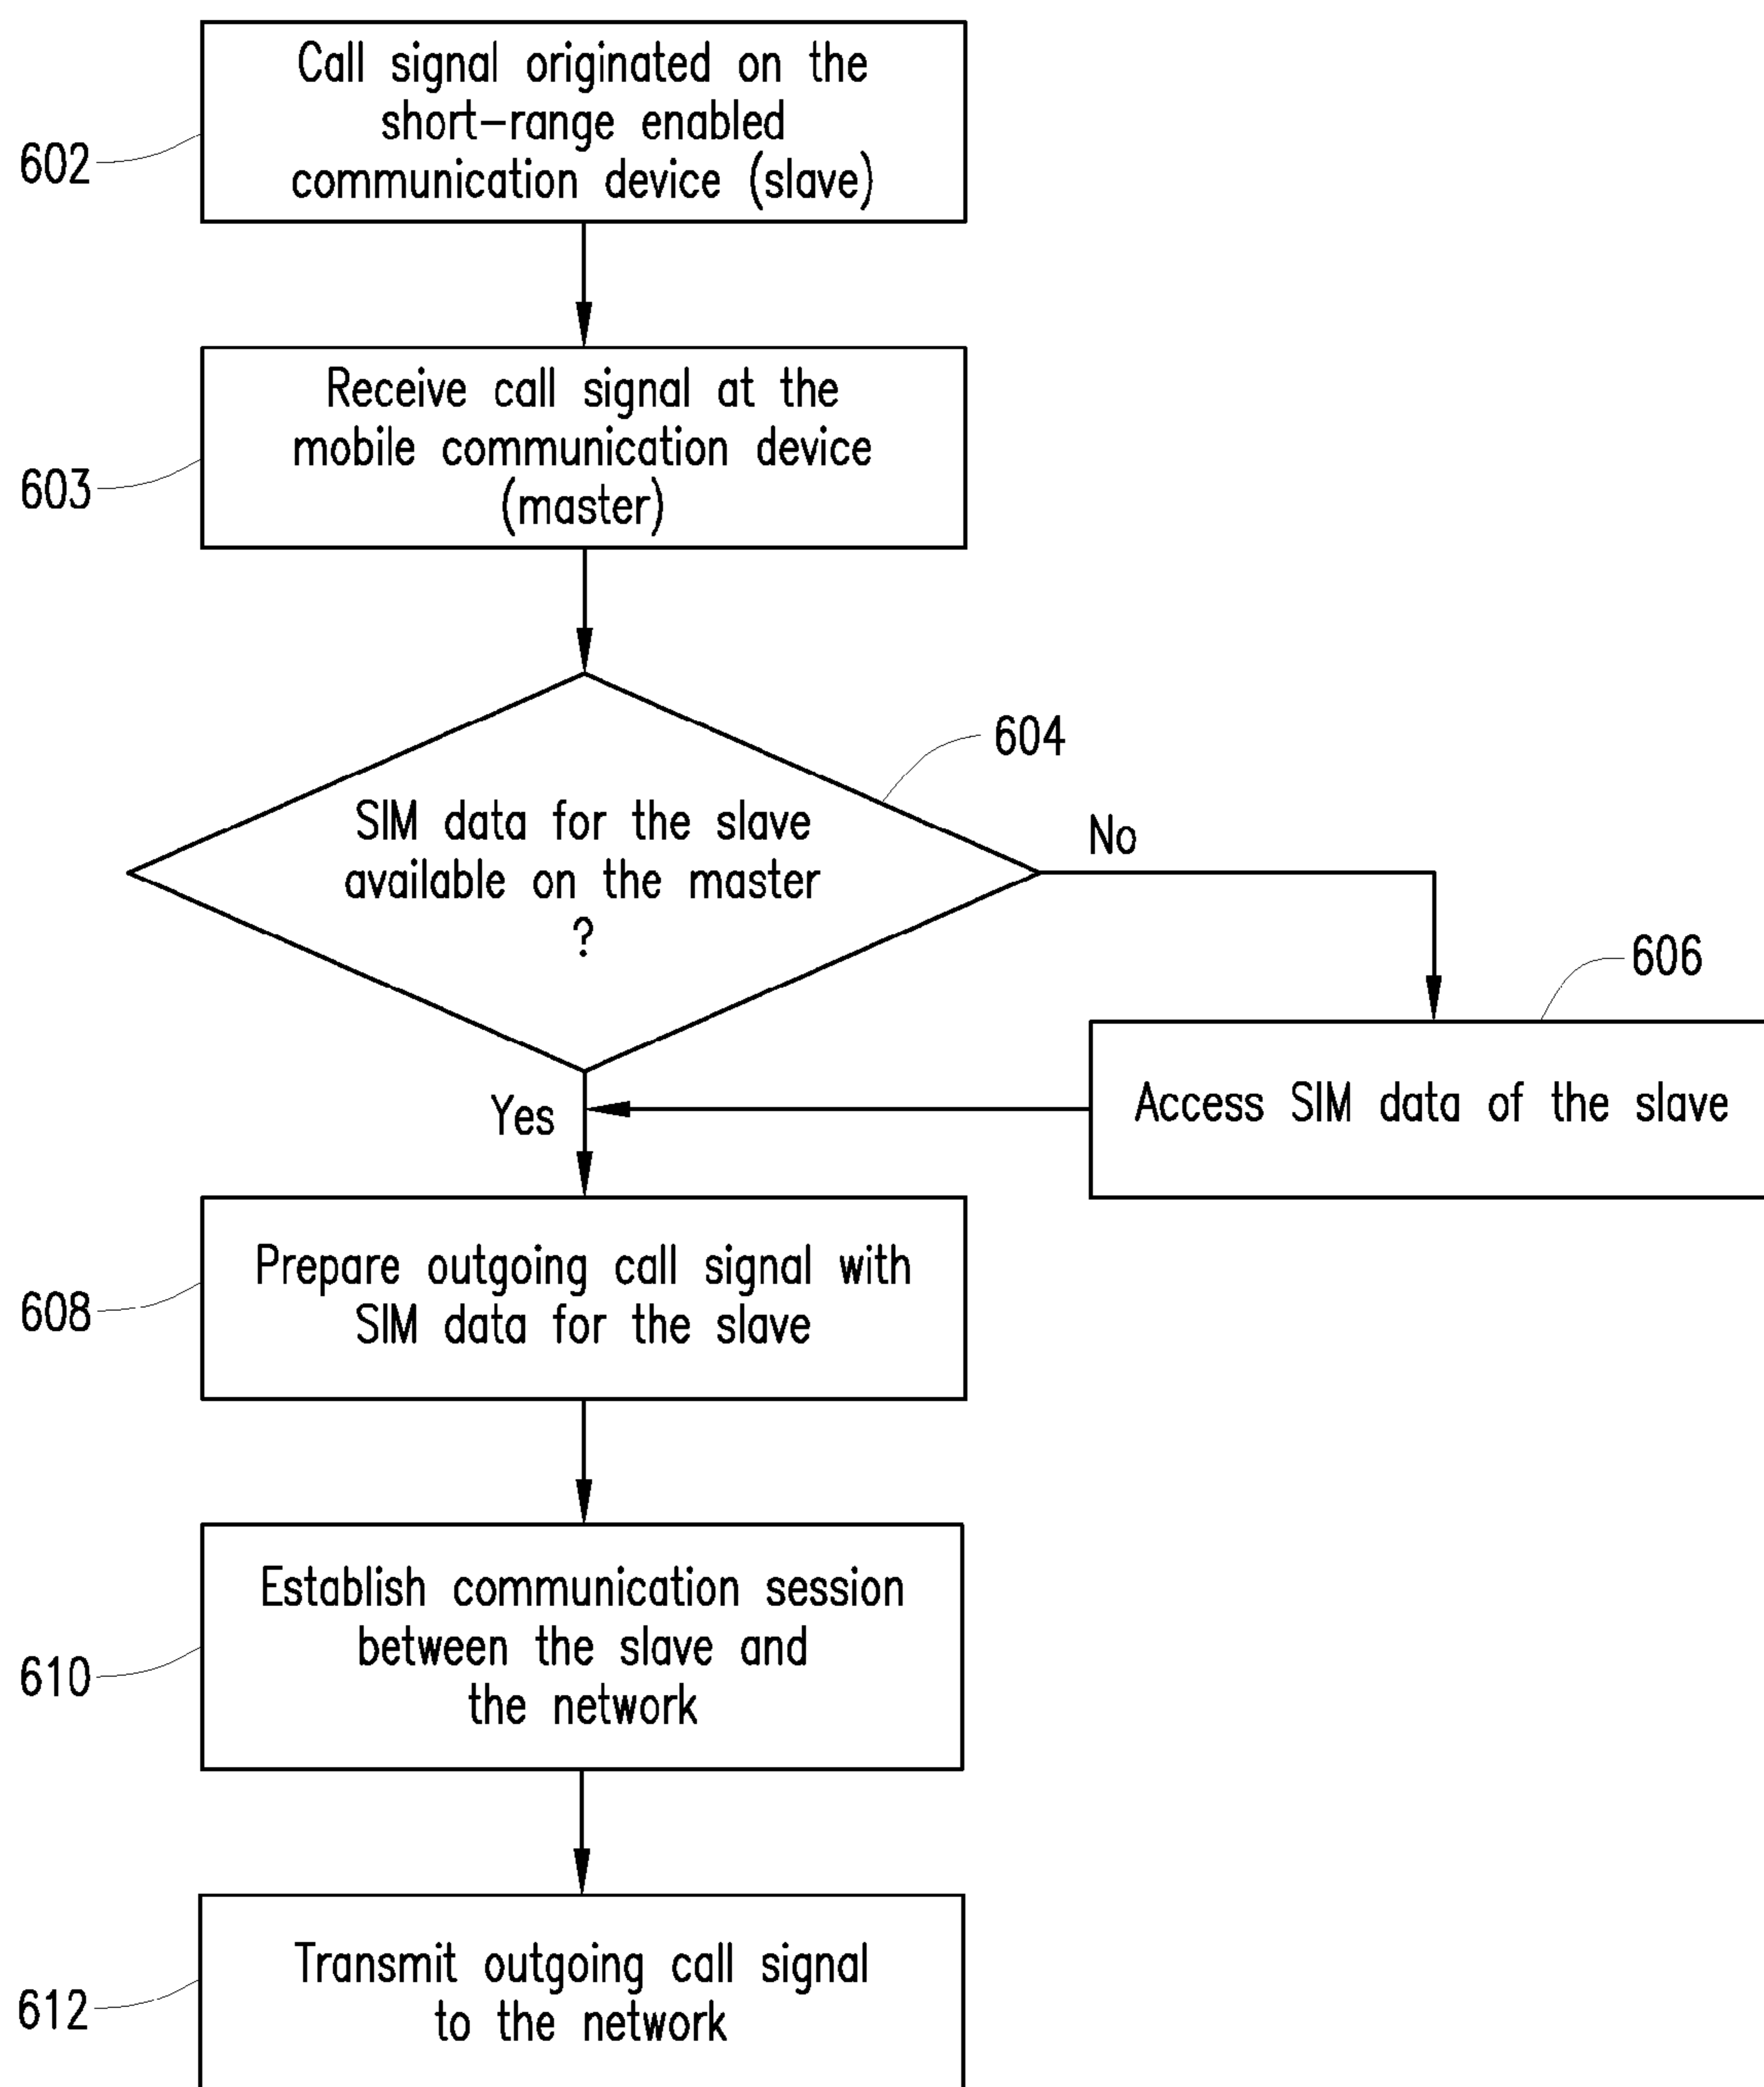 Call signal originated on the
short-range enabled
communication device (slave)
602
Receive call signal at the
mobile communication device
(master)
603
604
SIM data for the slave
available on the master
?
No
606
Access SIM data of the slave
Yes
Prepare outgoing call signal with
SIM data for the slave
608
Establish communication session
between the slave and
the network
610
Transmit outgoing call signal
to the network
612